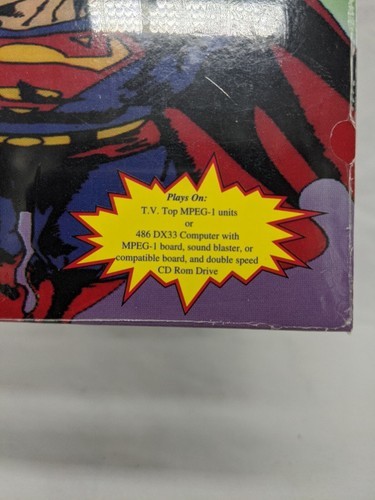 Plays On:
T.V. Top MPEG-1 units
or
486 DX33 Computer with
MPEG-1 board, sound blaster, or
compatible board, and double speed
CD Rom Drive